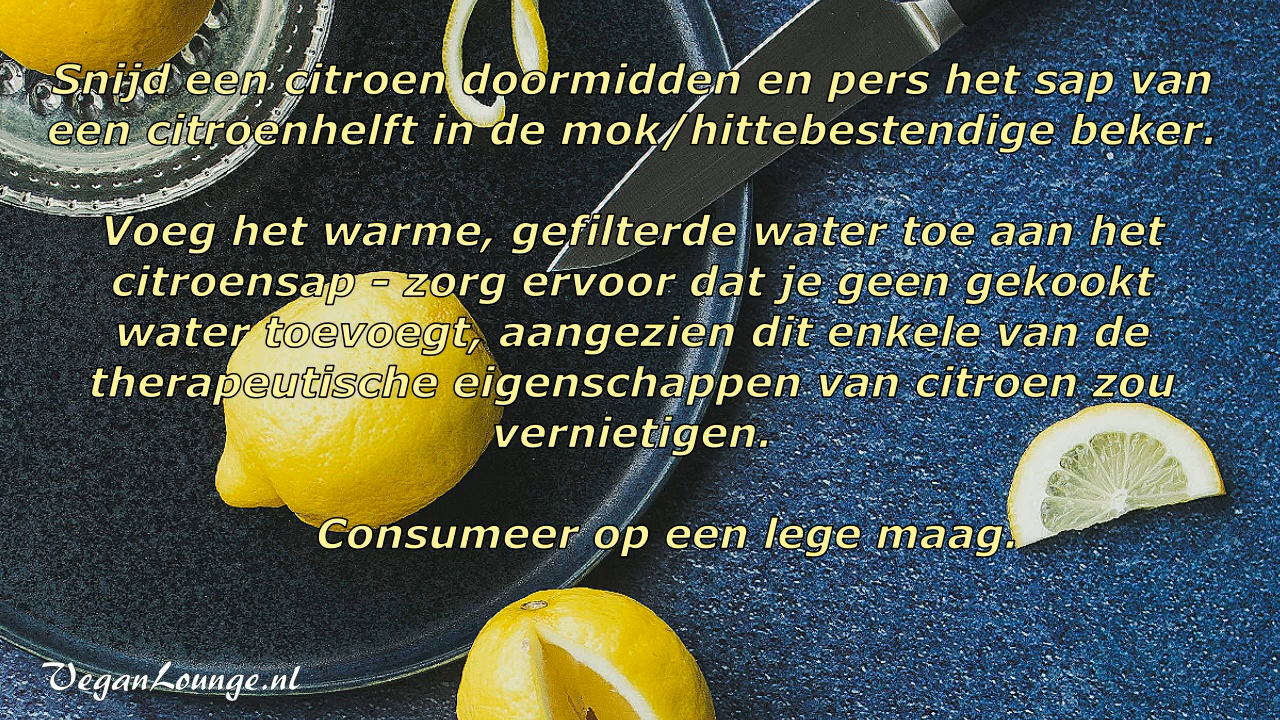 Snijd een citroen doormidden en pers het sap van
een citroenhelft in de mok/hittebestendige beker.
Voeg het warme, gefilterde water toe aan het
citroensap - zorg ervoor dat je geen gekookt
water toevoegt, aangezien dit enkele van de
therapeutische eigenschappen van citroen zou
vernietigen.
Consumeer op een lege maag.
VeganLounge.nl